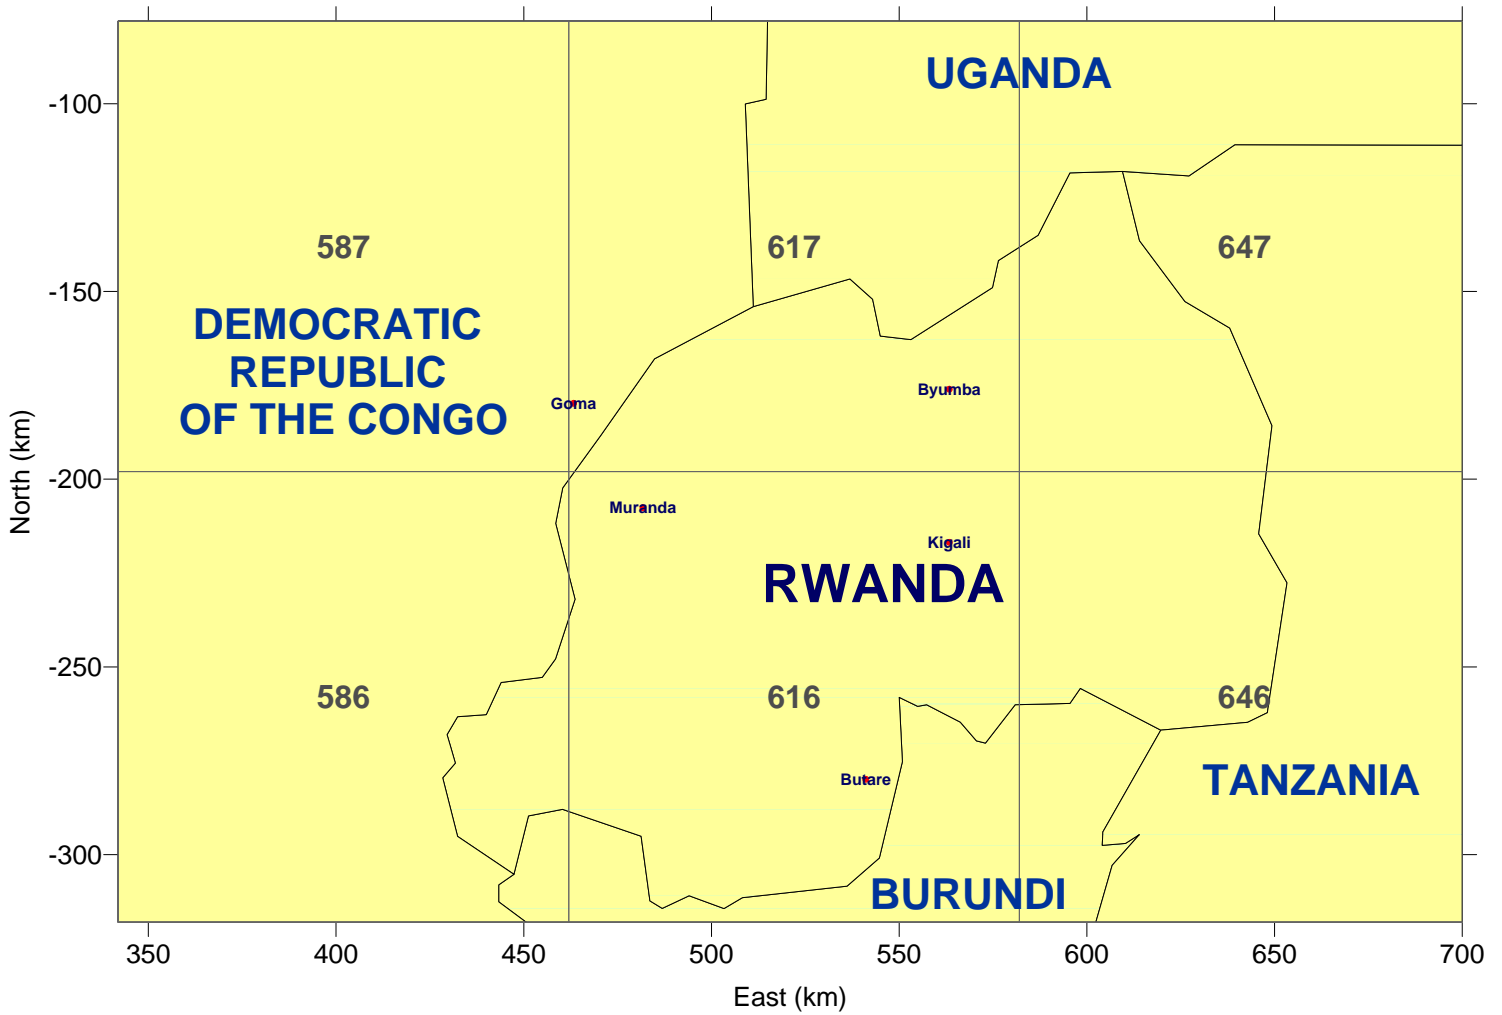 UGANDA
-100
587
617
647
-150
DEMOCRATIC
REPUBLIC
OF THE CONGO
Goma
Byumba
North (km)
-200
Muranda
Kigali
RWANDA
-250
586
616
646
Butare
TANZANIA
-300
BURUNDI
350
400
450
500
550
600
650
700
East (km)